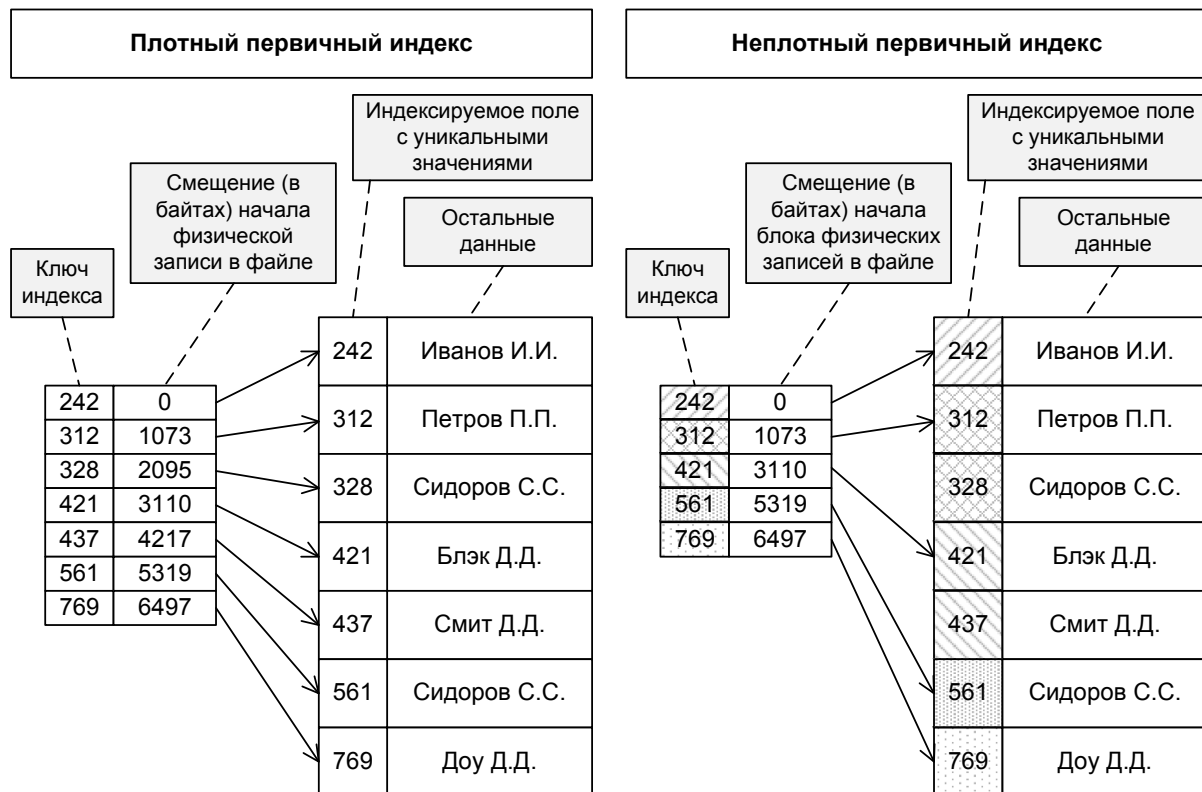 Плотный первичный индекс
Индексируемое поле
с уникальными
значениями
Смещение (в
байтах) начала
физической
записи в файле
Остальные
данные
Ключ
индекса
242 0
312 1073
328 2095
421 3110
437 4217
561 5319
769 6497
242 Иванов И.И.
312 Петров П.П.
328 Сидоров С.С.
421 Блэк Д.Д.
437 Смит Д.Д.
561 Сидоров С.С.
769 Доу Д.Д.
Неплотный первичный индекс
Индексируемое поле
с уникальными
значениями
Смещение (в
байтах) начала
блока физических
записей в файле
Остальные
данные
Ключ
индекса
242 0
312 1073
421 3110
561 5319
769 6497
242 Иванов И.И.
312 Петров П.П.
328 Сидоров С.С.
421 Блэк Д.Д.
437 Смит Д.Д.
561 Сидоров С.С.
769 Доу Д.Д.